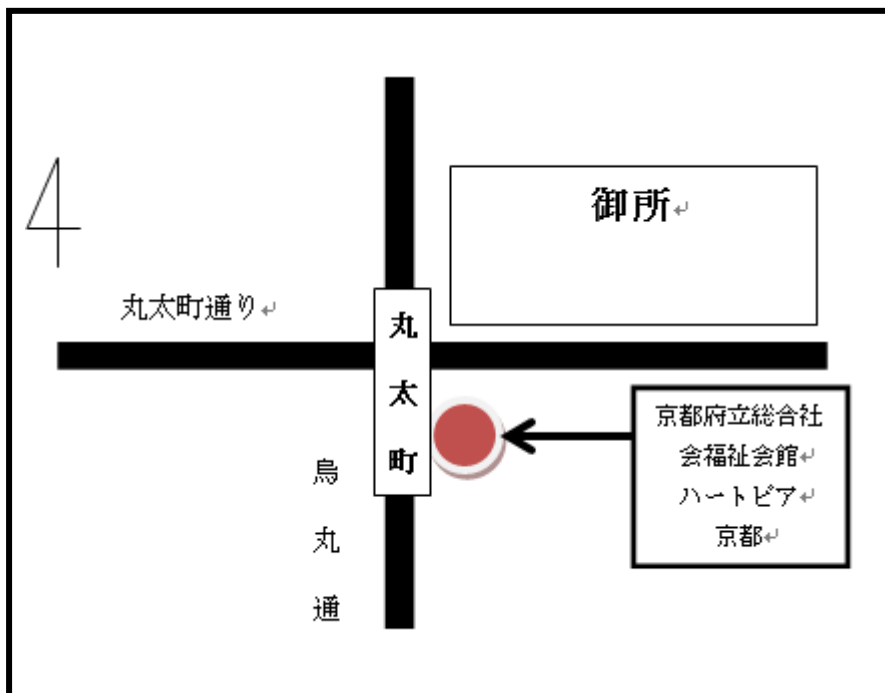 御所
丸太町通り
丸太町
烏丸通
京都府立総合社
会福祉会館
ハートピア
京都